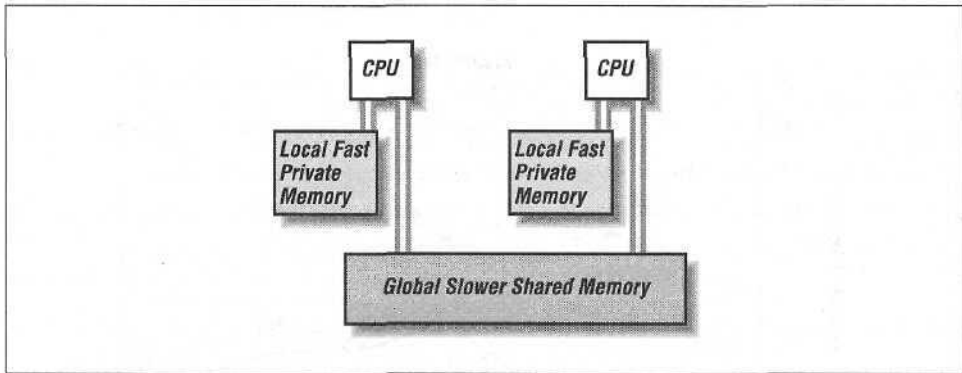 CPU
CPU
Local Fast
Private
Memory
Local Fast
Private
Memory
Global Slower Shared Memory